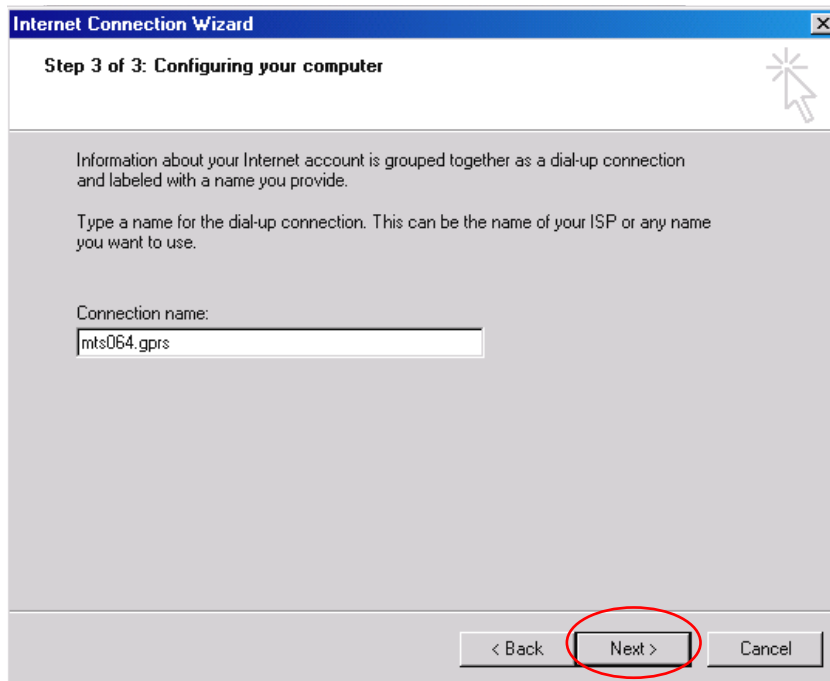 Internet Connection Wizard
Step 3 of 3: Configuring your computer
Information about your Internet account is grouped together as a dial-up connection
and labeled with a name you provide.
Type a name for the dial-up connection. This can be the name of your ISP or any name
you want to use.
Connection name:
mts064.gprs
< Back
Next >
Cancel